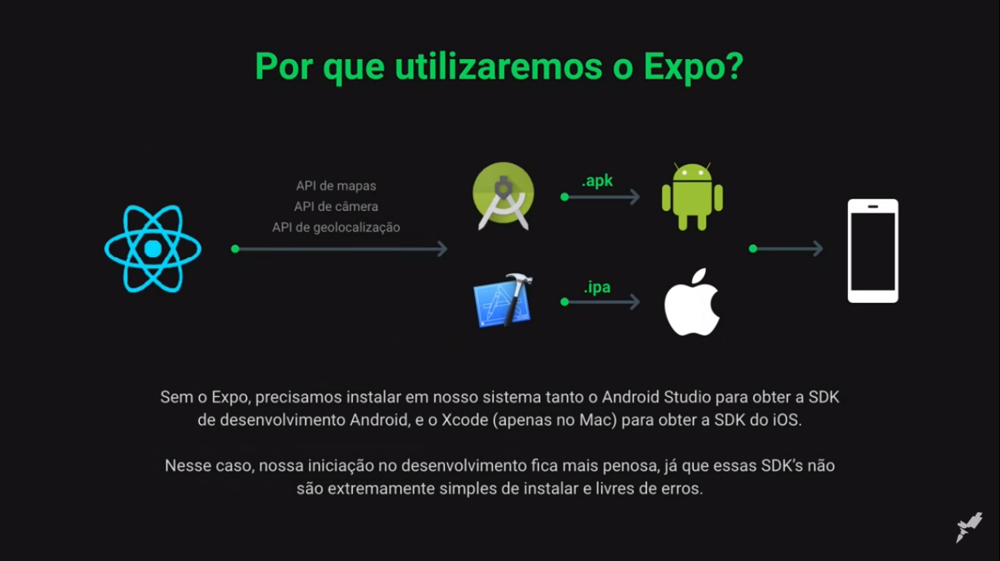 Por que utilizaremos o Expo?
API de mapas
API de câmera
API de geolocalização
.apk
.ipa
Sem o Expo, precisamos instalar em nosso sistema tanto o Android Studio para obter a SDK
de desenvolvimento Android, e o Xcode (apenas no Mac) para obter a SDK do iOS.
Nesse caso, nossa iniciação no desenvolvimento fica mais penosa, já que essas SDK’s não
são extremamente simples de instalar e livres de erros.